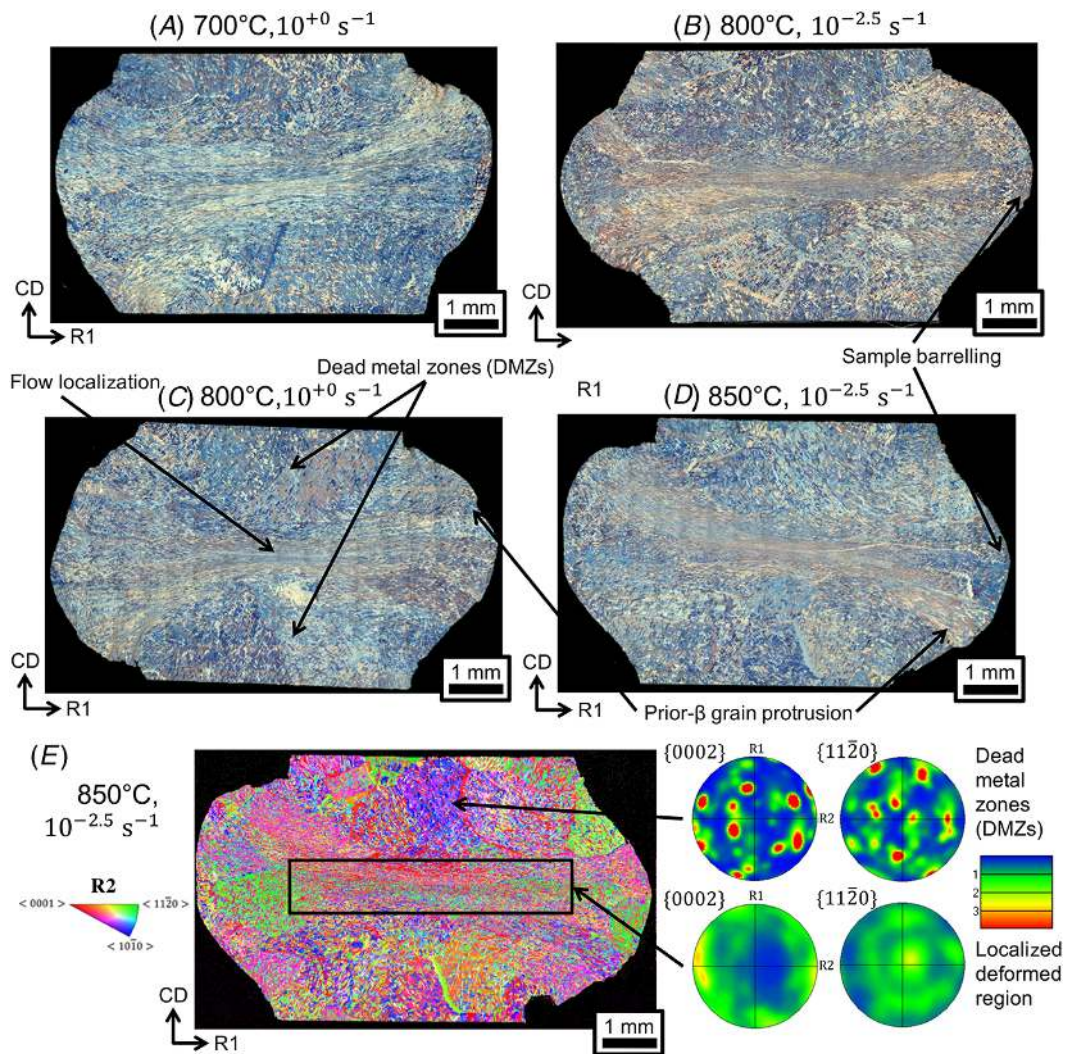 (A) 700°C, 10⁺⁰ s⁻¹
(B) 800°C, 10⁻²·⁵ s⁻¹
CD
R1
1 mm
CD
1 mm
Flow localization
Dead metal zones (DMZs)
Sample barrelling
R1
(C) 800°C, 10⁺⁰ s⁻¹
(D) 850°C, 10⁻²·⁵ s⁻¹
CD
R1
1 mm
CD
R1
1 mm
Prior-β grain protrusion
(E)
850°C,
10⁻²·⁵ s⁻¹
R2
< 0001 >
< 112̄0 >
< 101̄0 >
CD
R1
1 mm
{0002}
R1
R2
{112̄0}
Dead
metal
zones
(DMZs)
1
2
3
{0002}
R1
R2
{112̄0}
Localized
deformed
region